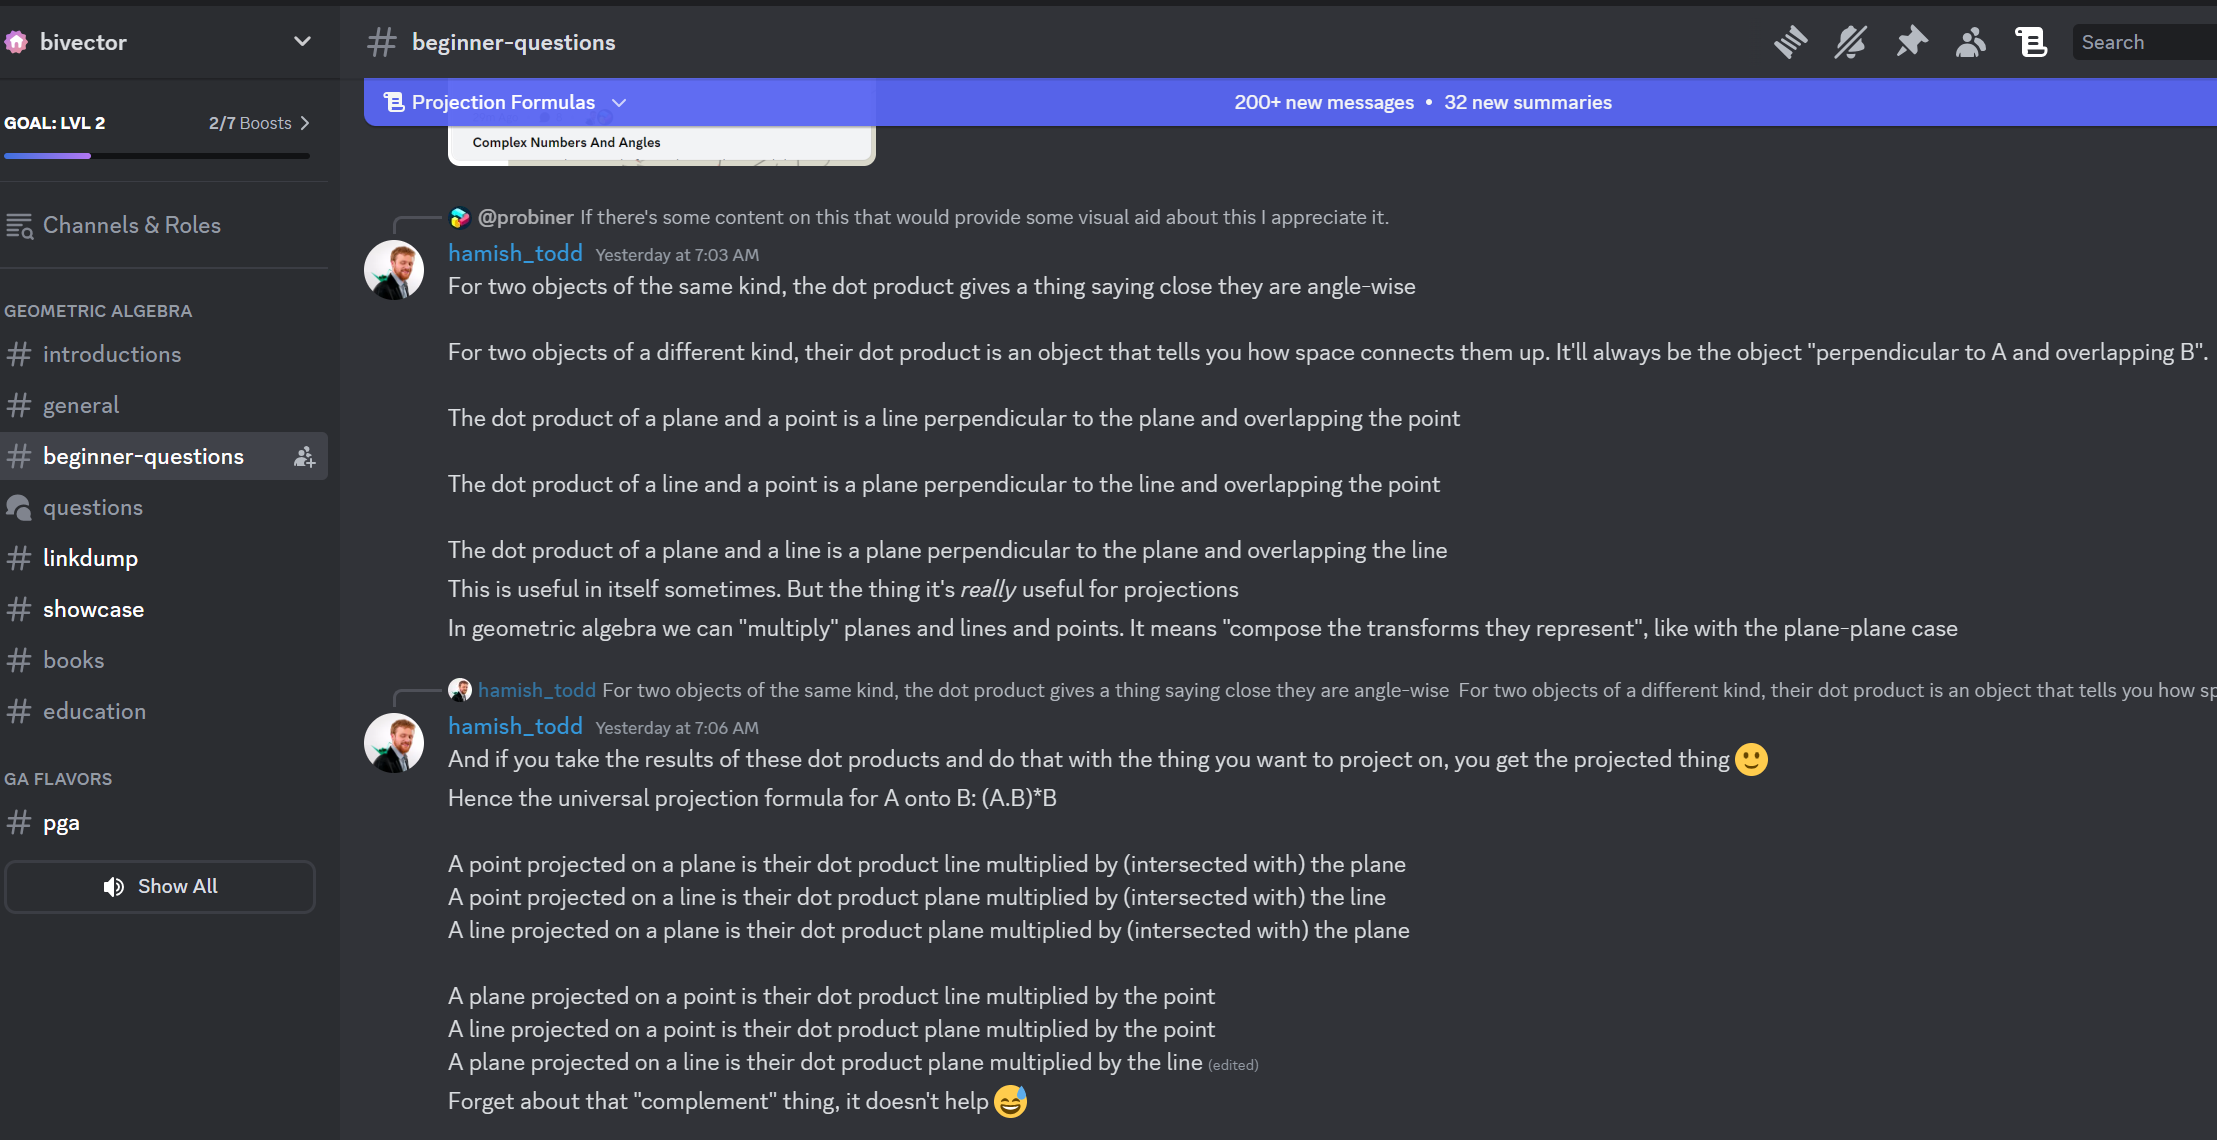 bivector
GOAL: LVL 2
2/7 Boosts
Channels & Roles
GEOMETRIC ALGEBRA
introductions
general
beginner-questions
questions
linkdump
showcase
books
education
GA FLAVORS
pga
Show All
beginner-questions
Search
Projection Formulas
200+ new messages • 32 new summaries
Complex Numbers And Angles
@probiner If there's some content on this that would provide some visual aid about this I appreciate it.
hamish_todd Yesterday at 7:03 AM
For two objects of the same kind, the dot product gives a thing saying close they are angle-wise
For two objects of a different kind, their dot product is an object that tells you how space connects them up. It'll always be the object "perpendicular to A and overlapping B".
The dot product of a plane and a point is a line perpendicular to the plane and overlapping the point
The dot product of a line and a point is a plane perpendicular to the line and overlapping the point
The dot product of a plane and a line is a plane perpendicular to the plane and overlapping the line
This is useful in itself sometimes. But the thing it's really useful for projections
In geometric algebra we can "multiply" planes and lines and points. It means "compose the transforms they represent", like with the plane-plane case
hamish_todd For two objects of the same kind, the dot product gives a thing saying close they are angle-wise For two objects of a different kind, their dot product is an object that tells you how sp
hamish_todd Yesterday at 7:06 AM
And if you take the results of these dot products and do that with the thing you want to project on, you get the projected thing 🙂
Hence the universal projection formula for A onto B: (A.B)*B
A point projected on a plane is their dot product line multiplied by (intersected with) the plane
A point projected on a line is their dot product plane multiplied by (intersected with) the line
A line projected on a plane is their dot product plane multiplied by (intersected with) the plane
A plane projected on a point is their dot product line multiplied by the point
A line projected on a point is their dot product plane multiplied by the point
A plane projected on a line is their dot product plane multiplied by the line (edited)
Forget about that "complement" thing, it doesn't help 😅